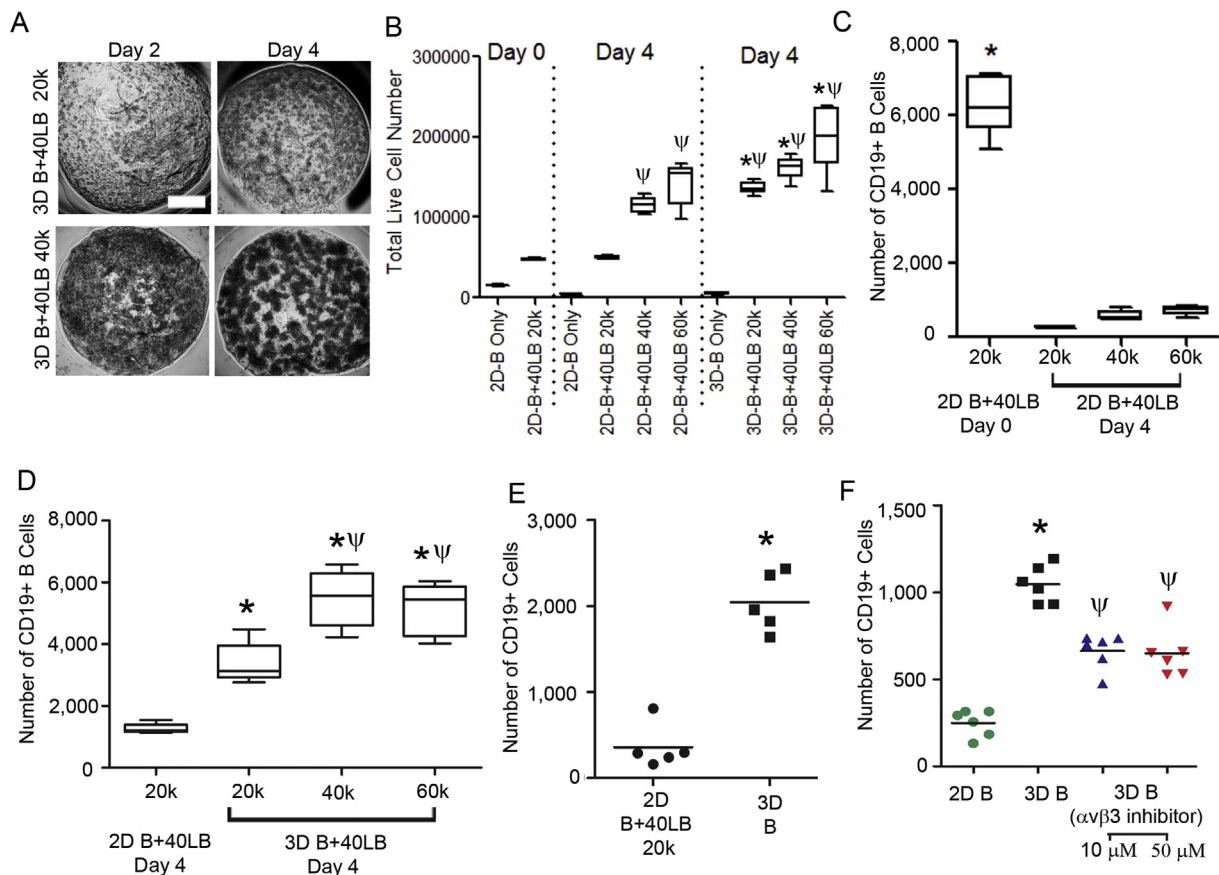 A
Day 2
Day 4
3D B+40LB 20k
3D B+40LB 40k
B
Day 0
Day 4
Day 4
Total Live Cell Number
300000
200000
100000
0
ψ
ψ
*ψ
*ψ
*ψ
2D-B Only
2D-B+40LB 20k
2D-B Only
2D-B+40LB 20k
2D-B+40LB 40k
2D-B+40LB 60k
3D-B Only
3D-B+40LB 20k
3D-B+40LB 40k
3D-B+40LB 60k
C
Number of CD19+ B Cells
8,000
6,000
4,000
2,000
0
*
20k
20k
40k
60k
2D B+40LB
Day 0
2D B+40LB
Day 4
D
Number of CD19+ B Cells
8,000
6,000
4,000
2,000
0
*
*ψ
*ψ
20k
20k
40k
60k
2D B+40LB
Day 4
3D B+40LB
Day 4
E
Number of CD19+ Cells
3,000
2,000
1,000
0
*
2D
B+40LB
20k
3D
B
F
Number of CD19+ Cells
1,500
1,000
500
0
*
ψ
ψ
2D B
3D B
3D B
(αvβ3 inhibitor)
10 μM
50 μM